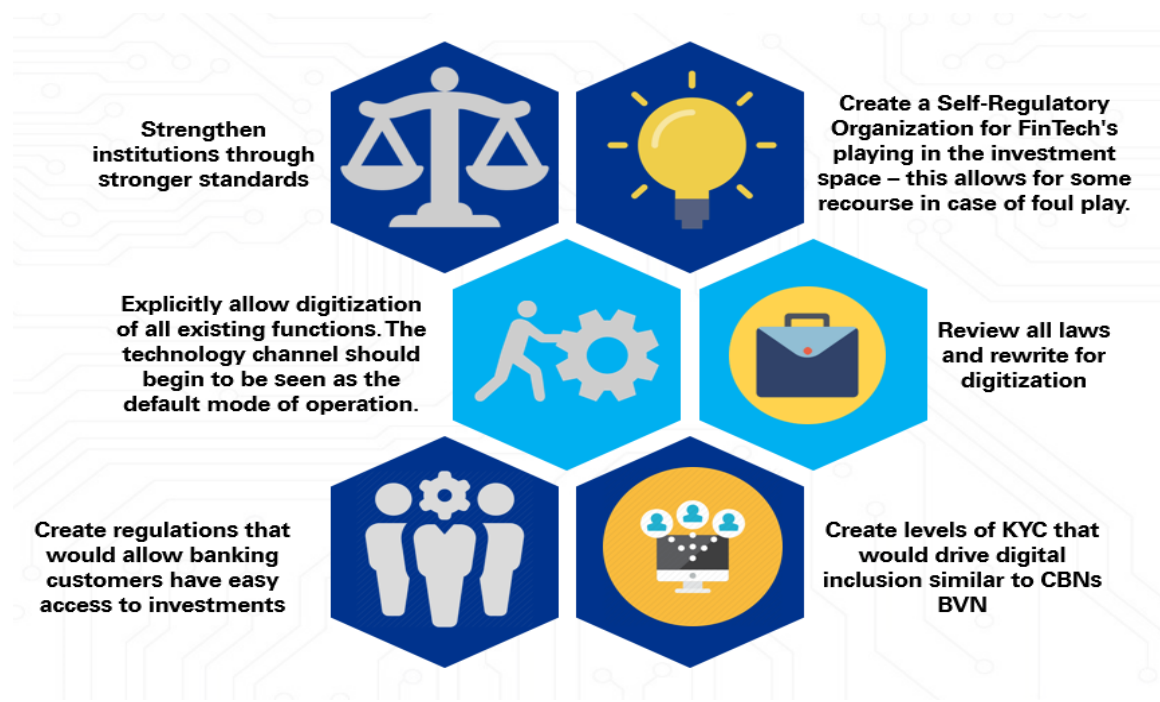 Strengthen
institutions through
stronger standards
Create a Self-Regulatory
Organization for FinTech's
playing in the investment
space – this allows for some
recourse in case of foul play.
Explicitly allow digitization
of all existing functions. The
technology channel should
begin to be seen as the
default mode of operation.
Review all laws
and rewrite for
digitization
Create regulations that
would allow banking
customers have easy
access to investments
Create levels of KYC that
would drive digital
inclusion similar to CBNs
BVN